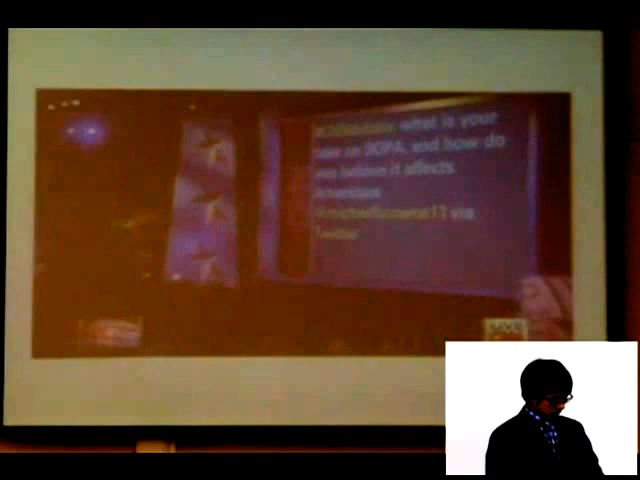 what is your
take on SOPA, and how do
you believe it affects
Americans
via
Twitter